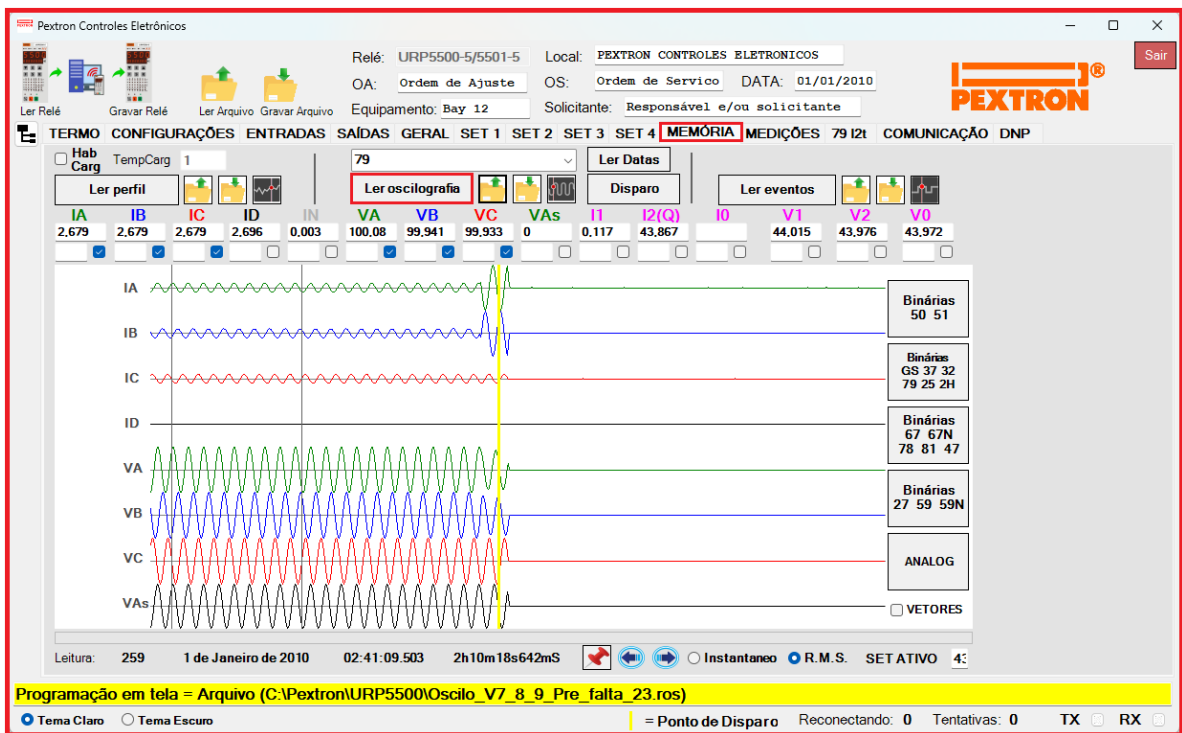 Pextron Controles Eletrônicos
Relé: URP5500-5/5501-5 Local: PEXTRON CONTROLES ELETRONICOS Sair
OA: Ordem de Ajuste OS: Ordem de Servico DATA: 01/01/2010
Ler Relé Gravar Relé Ler Arquivo Gravar Arquivo Equipamento: Bay 12 Solicitante: Responsável e/ou solicitante PEXTRON ®
TERMO CONFIGURAÇÕES ENTRADAS SAÍDAS GERAL SET 1 SET 2 SET 3 SET 4 MEMÓRIA MEDIÇÕES 79 I2t COMUNICAÇÃO DNP
Hab Carg TempCarg 1 79 Ler Datas
Ler perfil Ler oscilografia Disparo Ler eventos
IA IB IC ID IN VA VB VC VAs I1 I2(Q) I0 V1 V2 V0
2,679 2,679 2,679 2,696 0,003 100,08 99,941 99,933 0 0,117 43,867 44,015 43,976 43,972
IA
IB
IC
ID
VA
VB
VC
VAs
Binárias
50 51
Binárias
GS 37 32
79 25 2H
Binárias
67 67N
78 81 47
Binárias
27 59 59N
ANALOG
VETORES
Leitura: 259 1 de Janeiro de 2010 02:41:09.503 2h10m18s642mS Instantaneo R.M.S. SET ATIVO
Programação em tela = Arquivo (C:\Pextron\URP5500\Oscilo_V7_8_9_Pre_falta_23.ros)
Tema Claro Tema Escuro = Ponto de Disparo Reconectando: 0 Tentativas: 0 TX RX